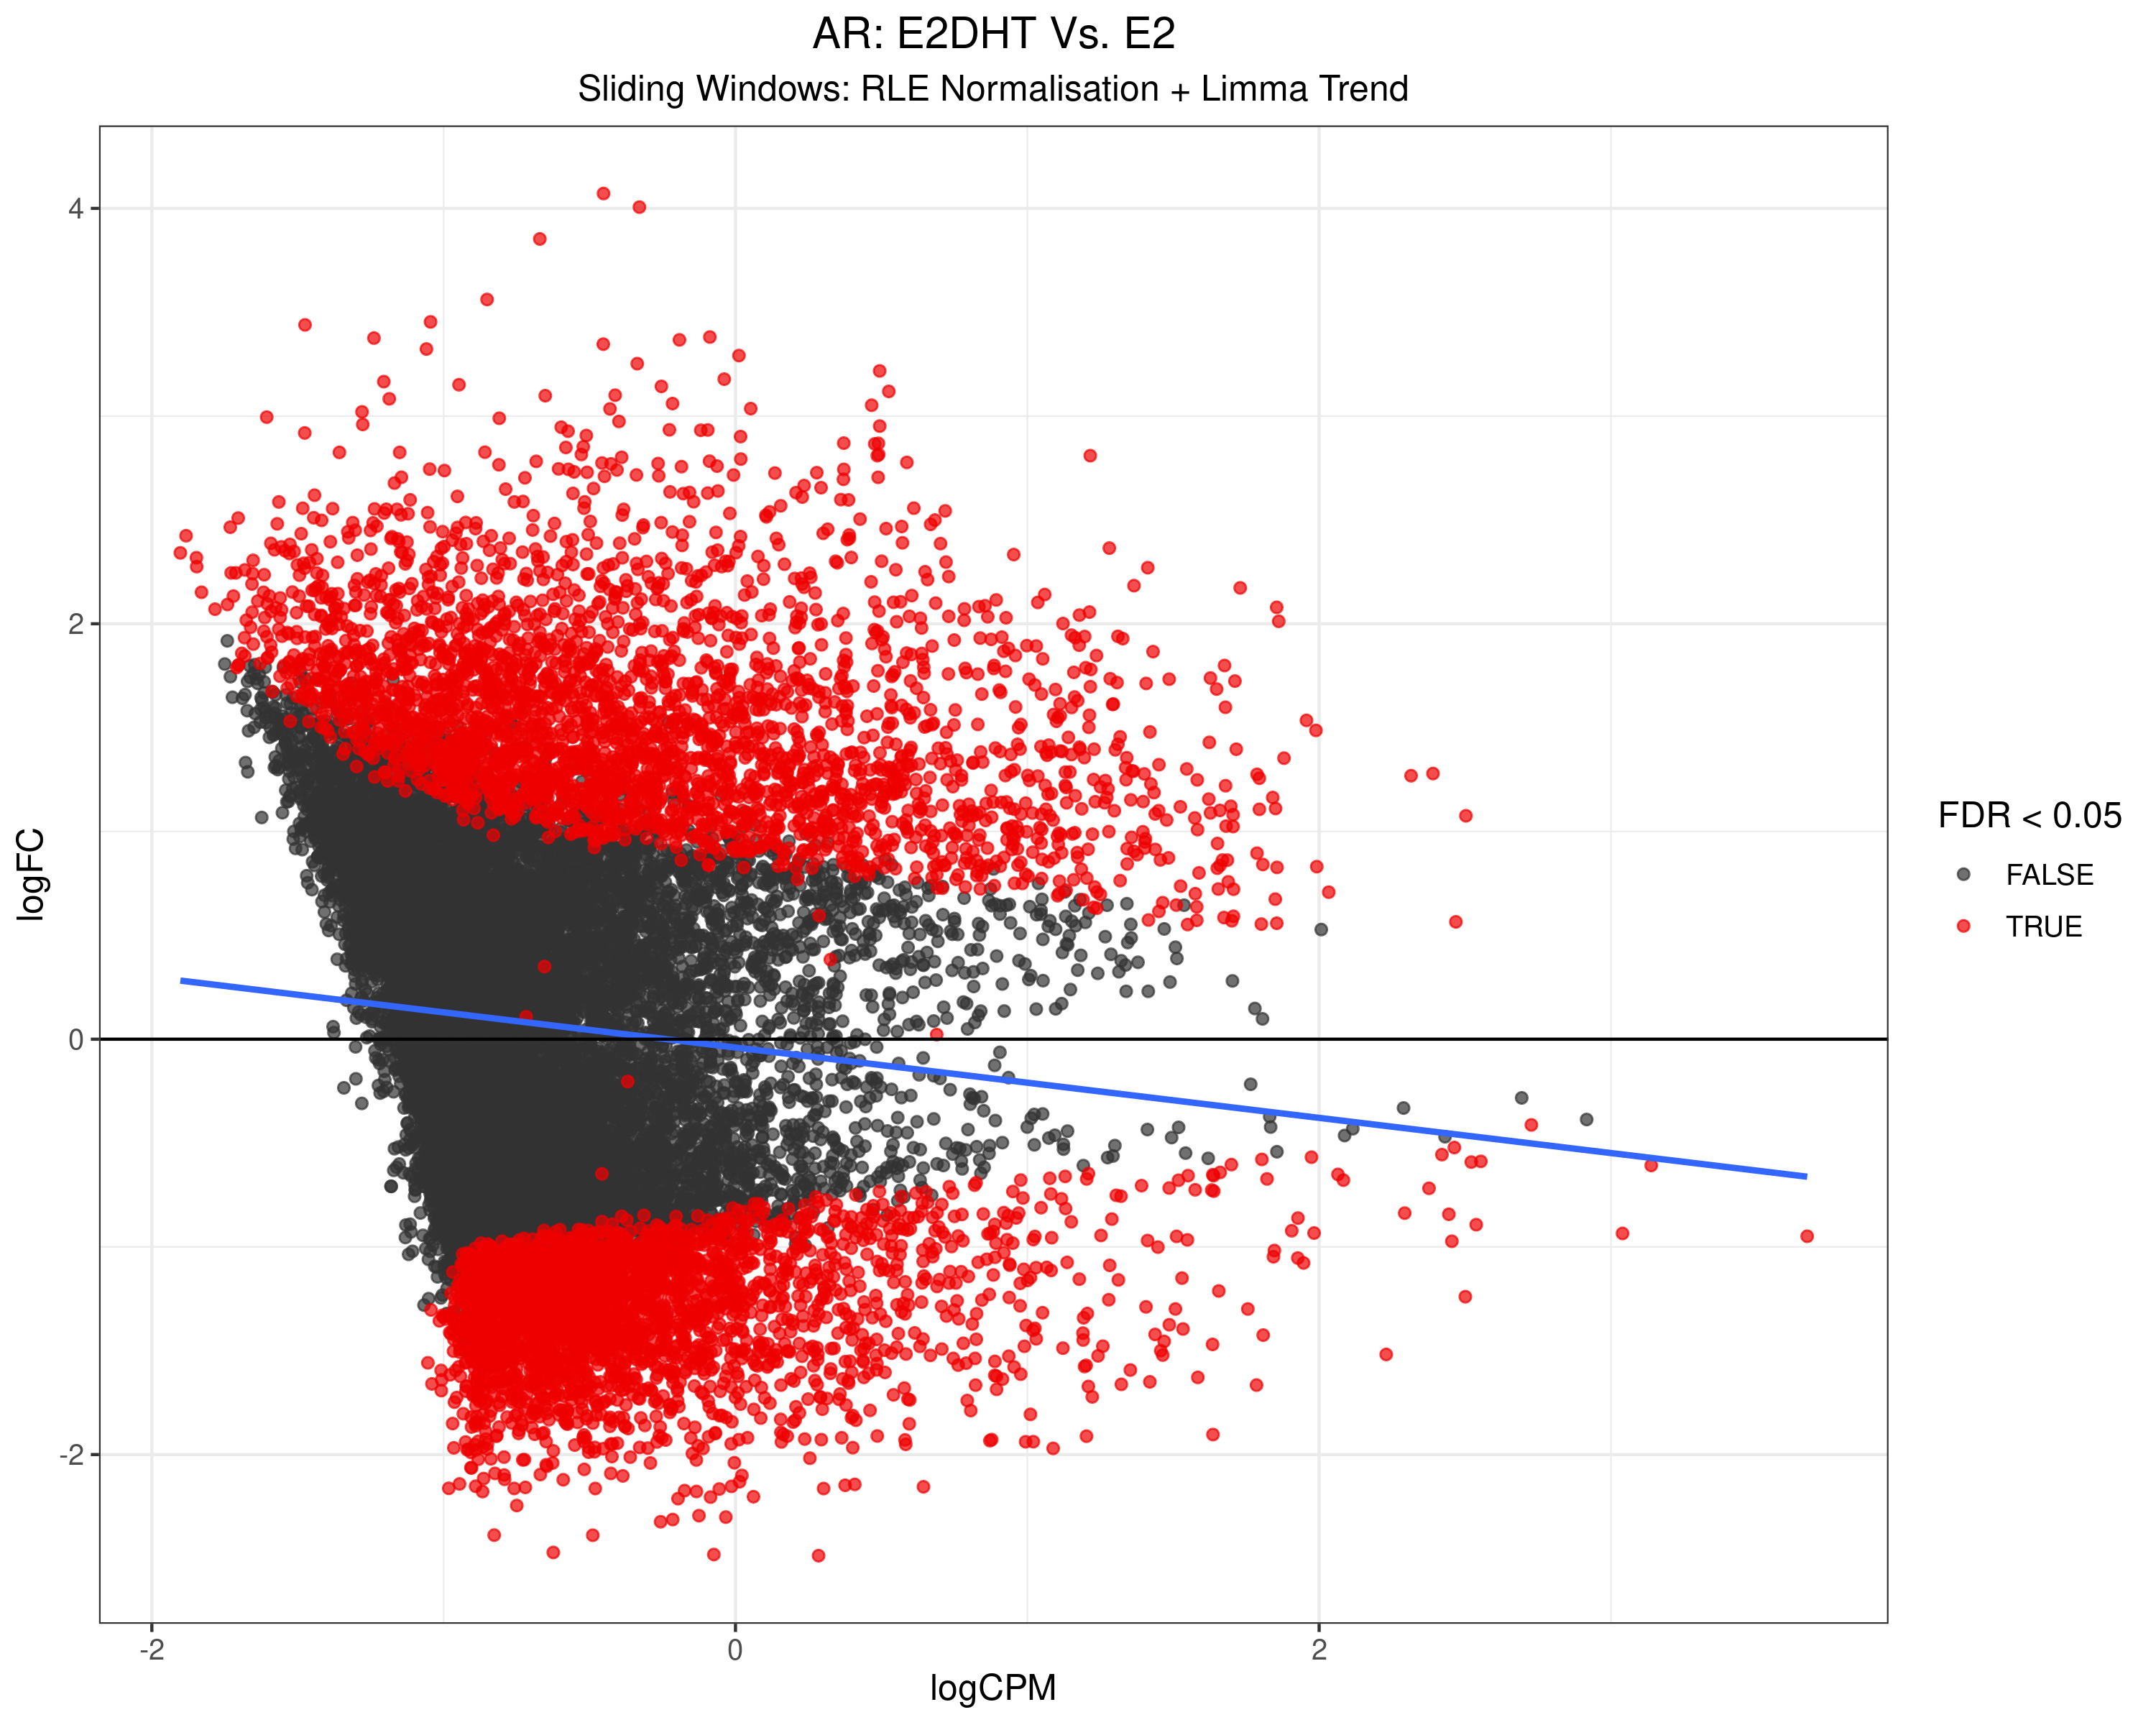 AR: E2DHT Vs. E2
Sliding Windows: RLE Normalisation + Limma Trend
logFC
4
2
0
-2
-2
0
2
logCPM
FDR < 0.05
FALSE
TRUE